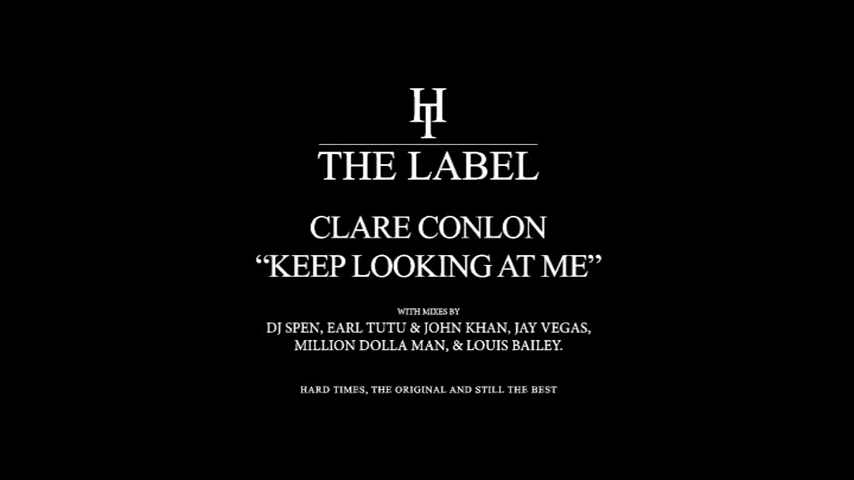 HT
THE LABEL
CLARE CONLON
“KEEP LOOKING AT ME”
WITH MIXES BY
DJ SPEN, EARL TUTU & JOHN KHAN, JAY VEGAS,
MILLION DOLLA MAN, & LOUIS BAILEY.
HARD TIMES, THE ORIGINAL AND STILL THE BEST